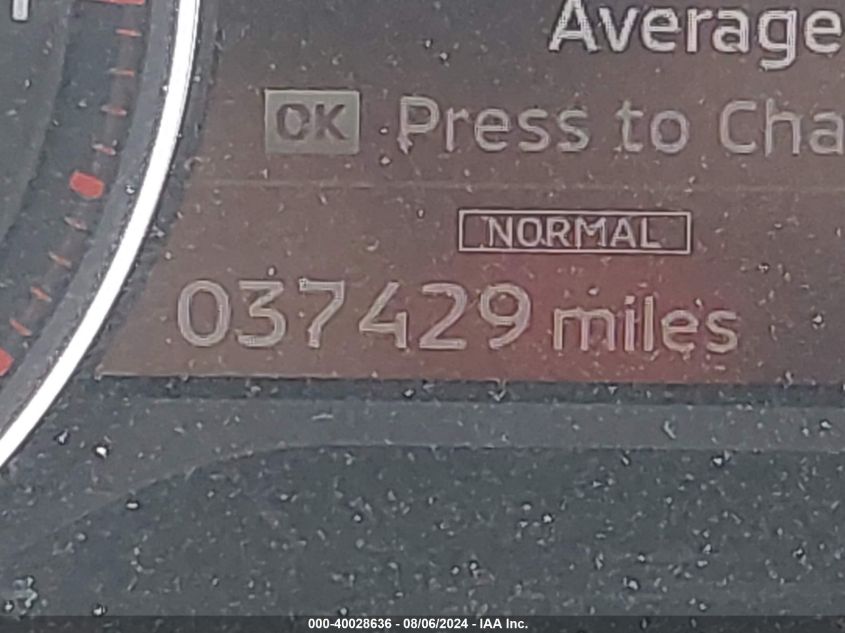 Average
OK Press to Cha
NORMAL
037429 miles
000-40028636 - 08/06/2024 - IAA Inc.